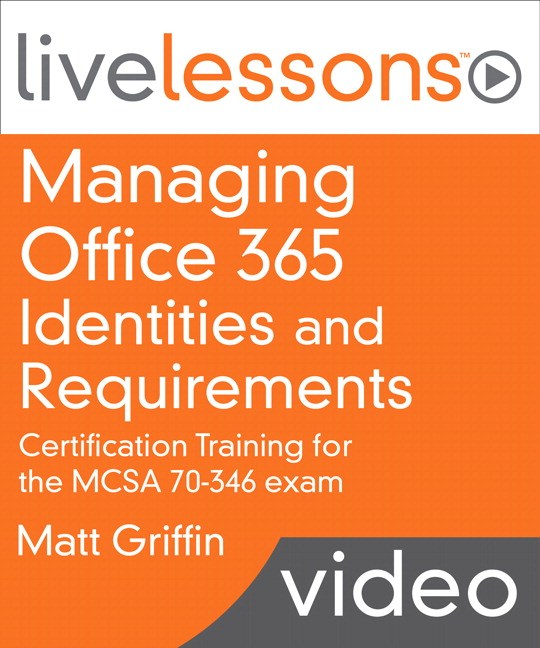 livelessons™
Managing
Office 365
Identities and
Requirements
Certification Training for
the MCSA 70-346 exam
Matt Griffin
video